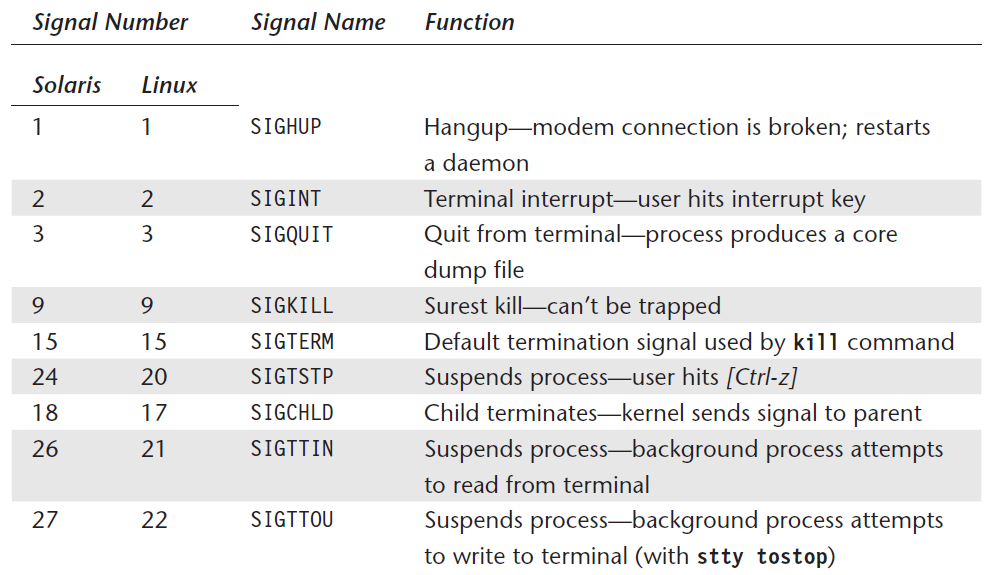 Signal Number Signal Name Function
Solaris Linux
1 1 SIGHUP Hangup—modem connection is broken; restarts
a daemon
2 2 SIGINT Terminal interrupt—user hits interrupt key
3 3 SIGQUIT Quit from terminal—process produces a core
dump file
9 9 SIGKILL Surest kill—can’t be trapped
15 15 SIGTERM Default termination signal used by kill command
24 20 SIGTSTP Suspends process—user hits [Ctrl-z]
18 17 SIGCHLD Child terminates—kernel sends signal to parent
26 21 SIGTTIN Suspends process—background process attempts
to read from terminal
27 22 SIGTTOU Suspends process—background process attempts
to write to terminal (with stty tostop)